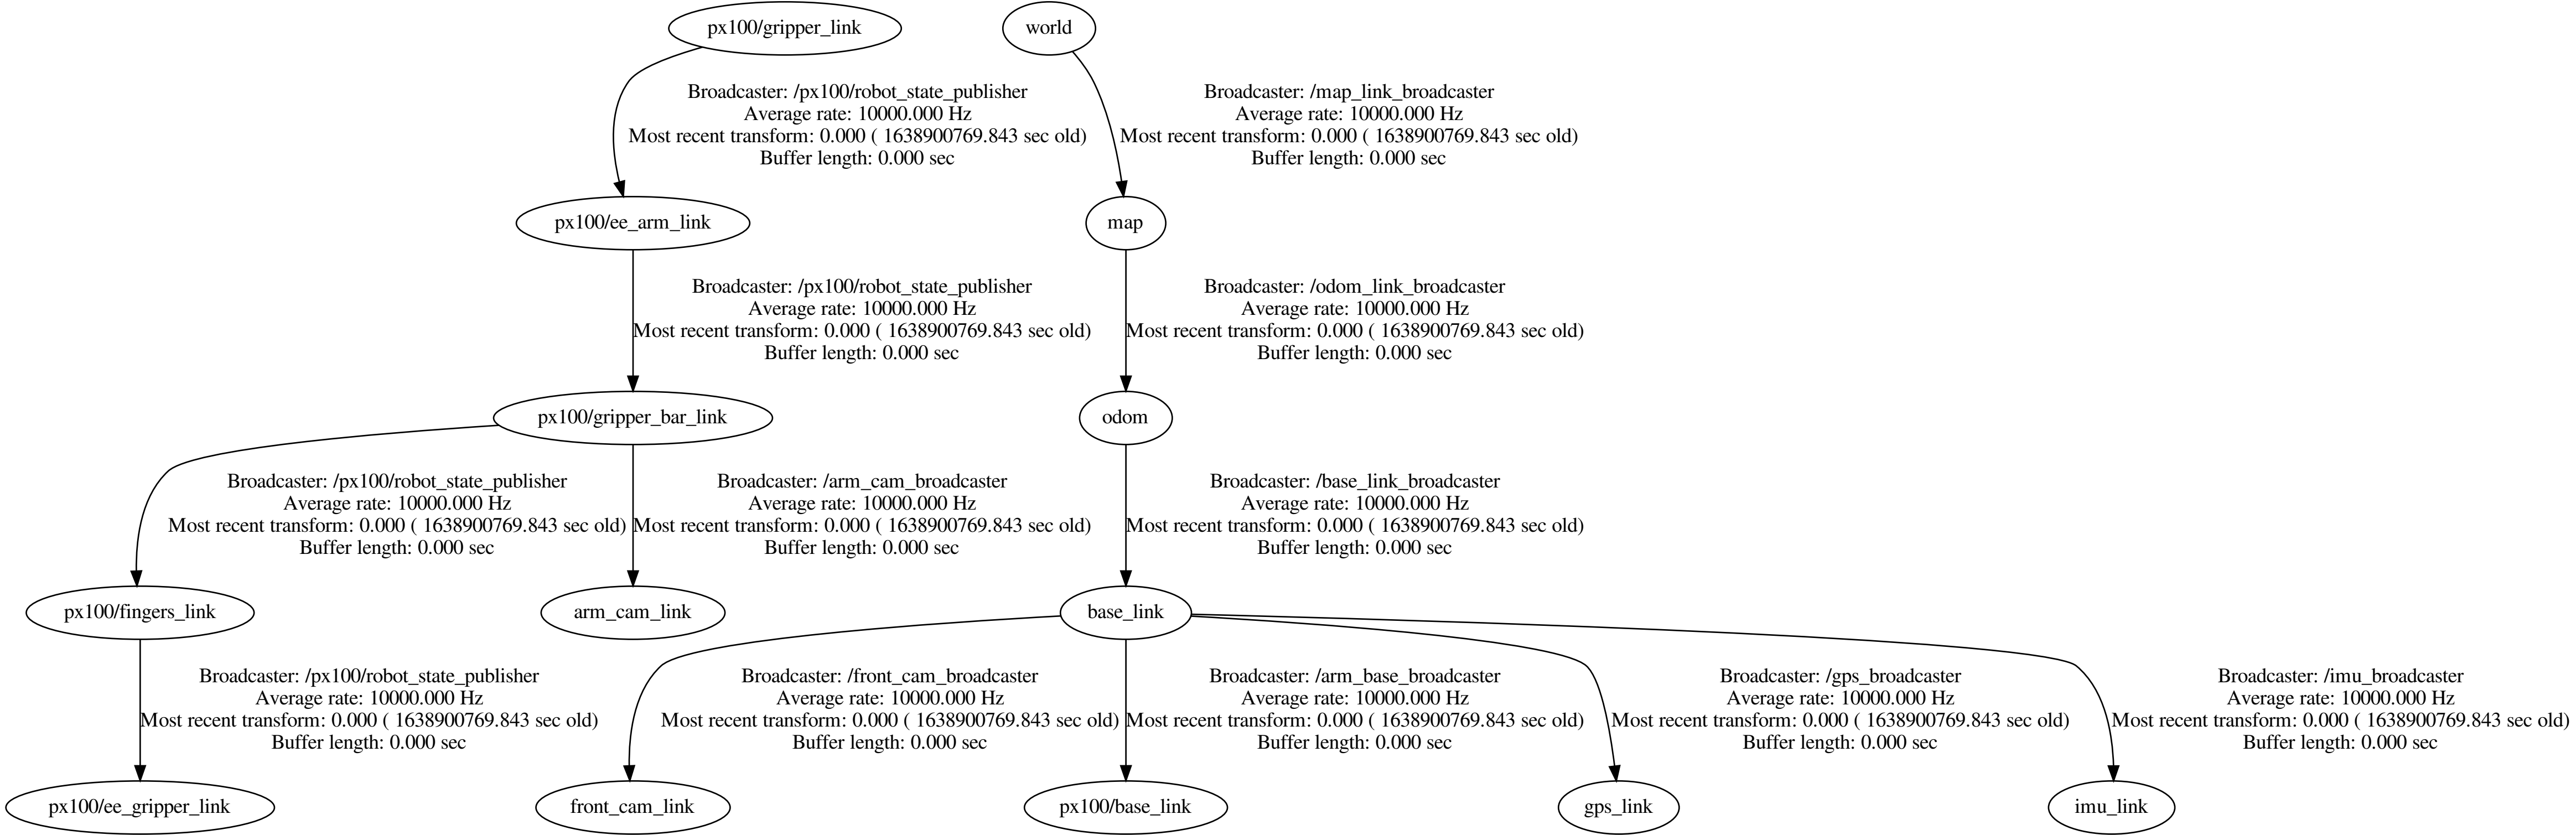 px100/gripper_link
world
Broadcaster: /px100/robot_state_publisher
Average rate: 10000.000 Hz
Most recent transform: 0.000 ( 1638900769.843 sec old)
Buffer length: 0.000 sec
Broadcaster: /map_link_broadcaster
Average rate: 10000.000 Hz
Most recent transform: 0.000 ( 1638900769.843 sec old)
Buffer length: 0.000 sec
px100/ee_arm_link
map
Broadcaster: /px100/robot_state_publisher
Average rate: 10000.000 Hz
Most recent transform: 0.000 ( 1638900769.843 sec old)
Buffer length: 0.000 sec
Broadcaster: /odom_link_broadcaster
Average rate: 10000.000 Hz
Most recent transform: 0.000 ( 1638900769.843 sec old)
Buffer length: 0.000 sec
px100/gripper_bar_link
odom
Broadcaster: /px100/robot_state_publisher
Average rate: 10000.000 Hz
Most recent transform: 0.000 ( 1638900769.843 sec old)
Buffer length: 0.000 sec
Broadcaster: /arm_cam_broadcaster
Average rate: 10000.000 Hz
Most recent transform: 0.000 ( 1638900769.843 sec old)
Buffer length: 0.000 sec
Broadcaster: /base_link_broadcaster
Average rate: 10000.000 Hz
Most recent transform: 0.000 ( 1638900769.843 sec old)
Buffer length: 0.000 sec
px100/fingers_link
arm_cam_link
base_link
Broadcaster: /px100/robot_state_publisher
Average rate: 10000.000 Hz
Most recent transform: 0.000 ( 1638900769.843 sec old)
Buffer length: 0.000 sec
Broadcaster: /front_cam_broadcaster
Average rate: 10000.000 Hz
Most recent transform: 0.000 ( 1638900769.843 sec old)
Buffer length: 0.000 sec
Broadcaster: /arm_base_broadcaster
Average rate: 10000.000 Hz
Most recent transform: 0.000 ( 1638900769.843 sec old)
Buffer length: 0.000 sec
Broadcaster: /gps_broadcaster
Average rate: 10000.000 Hz
Most recent transform: 0.000 ( 1638900769.843 sec old)
Buffer length: 0.000 sec
Broadcaster: /imu_broadcaster
Average rate: 10000.000 Hz
Most recent transform: 0.000 ( 1638900769.843 sec old)
Buffer length: 0.000 sec
px100/ee_gripper_link
front_cam_link
px100/base_link
gps_link
imu_link